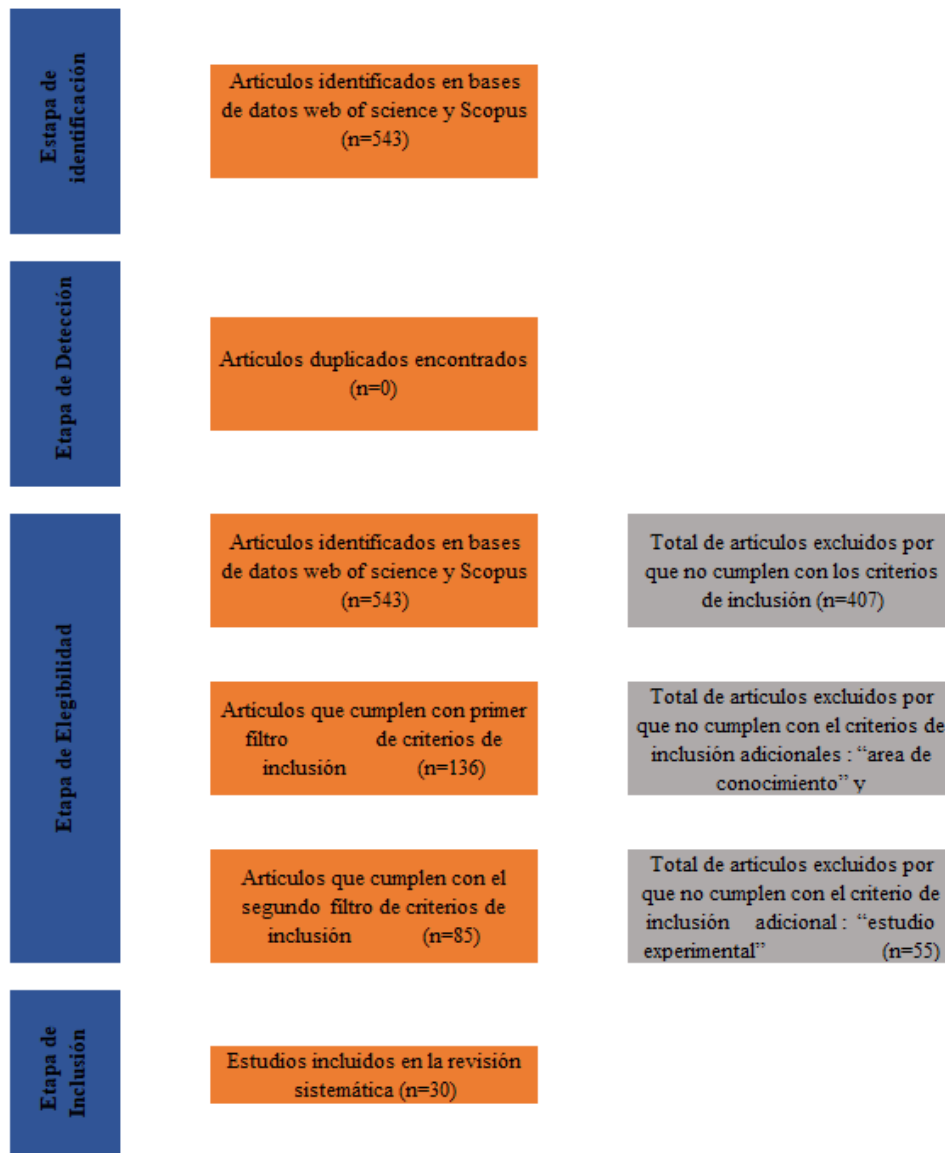 Estapa de
identificación
Artículos identificados en bases
de datos web of science y Scopus
(n=543)
Etapa de Detección
Artículos duplicados encontrados
(n=0)
Etapa de Elegibilidad
Artículos identificados en bases
de datos web of science y Scopus
(n=543)
Total de artículos excluidos por
que no cumplen con los criterios
de inclusión (n=407)
Artículos que cumplen con primer
filtro de criterios de
inclusión (n=136)
Total de artículos excluidos por
que no cumplen con el criterios de
inclusión adicionales : “area de
conocimiento” y
Artículos que cumplen con el
segundo filtro de criterios de
inclusión (n=85)
Total de artículos excluidos por
que no cumplen con el criterio de
inclusión adicional : “estudio
experimental” (n=55)
Etapa de
Inclusión
Estudios incluidos en la revisión
sistemática (n=30)